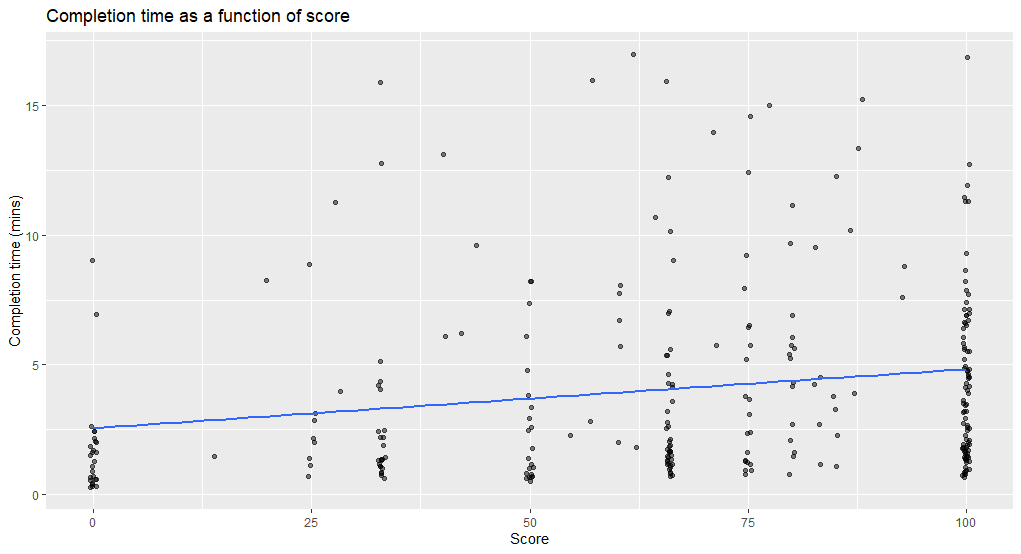 Completion time as a function of score
Completion time (mins)
15
10
5
0
0 25 50 75 100
Score